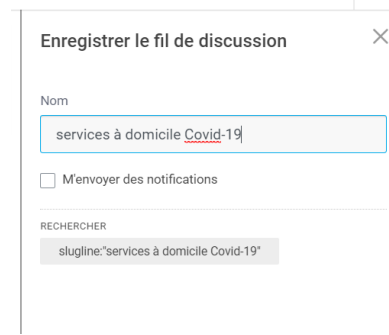 Enregistrer le fil de discussion
Nom
services à domicile Covid-19
M'envoyer des notifications
RECHERCHER
slugline:"services à domicile Covid-19"